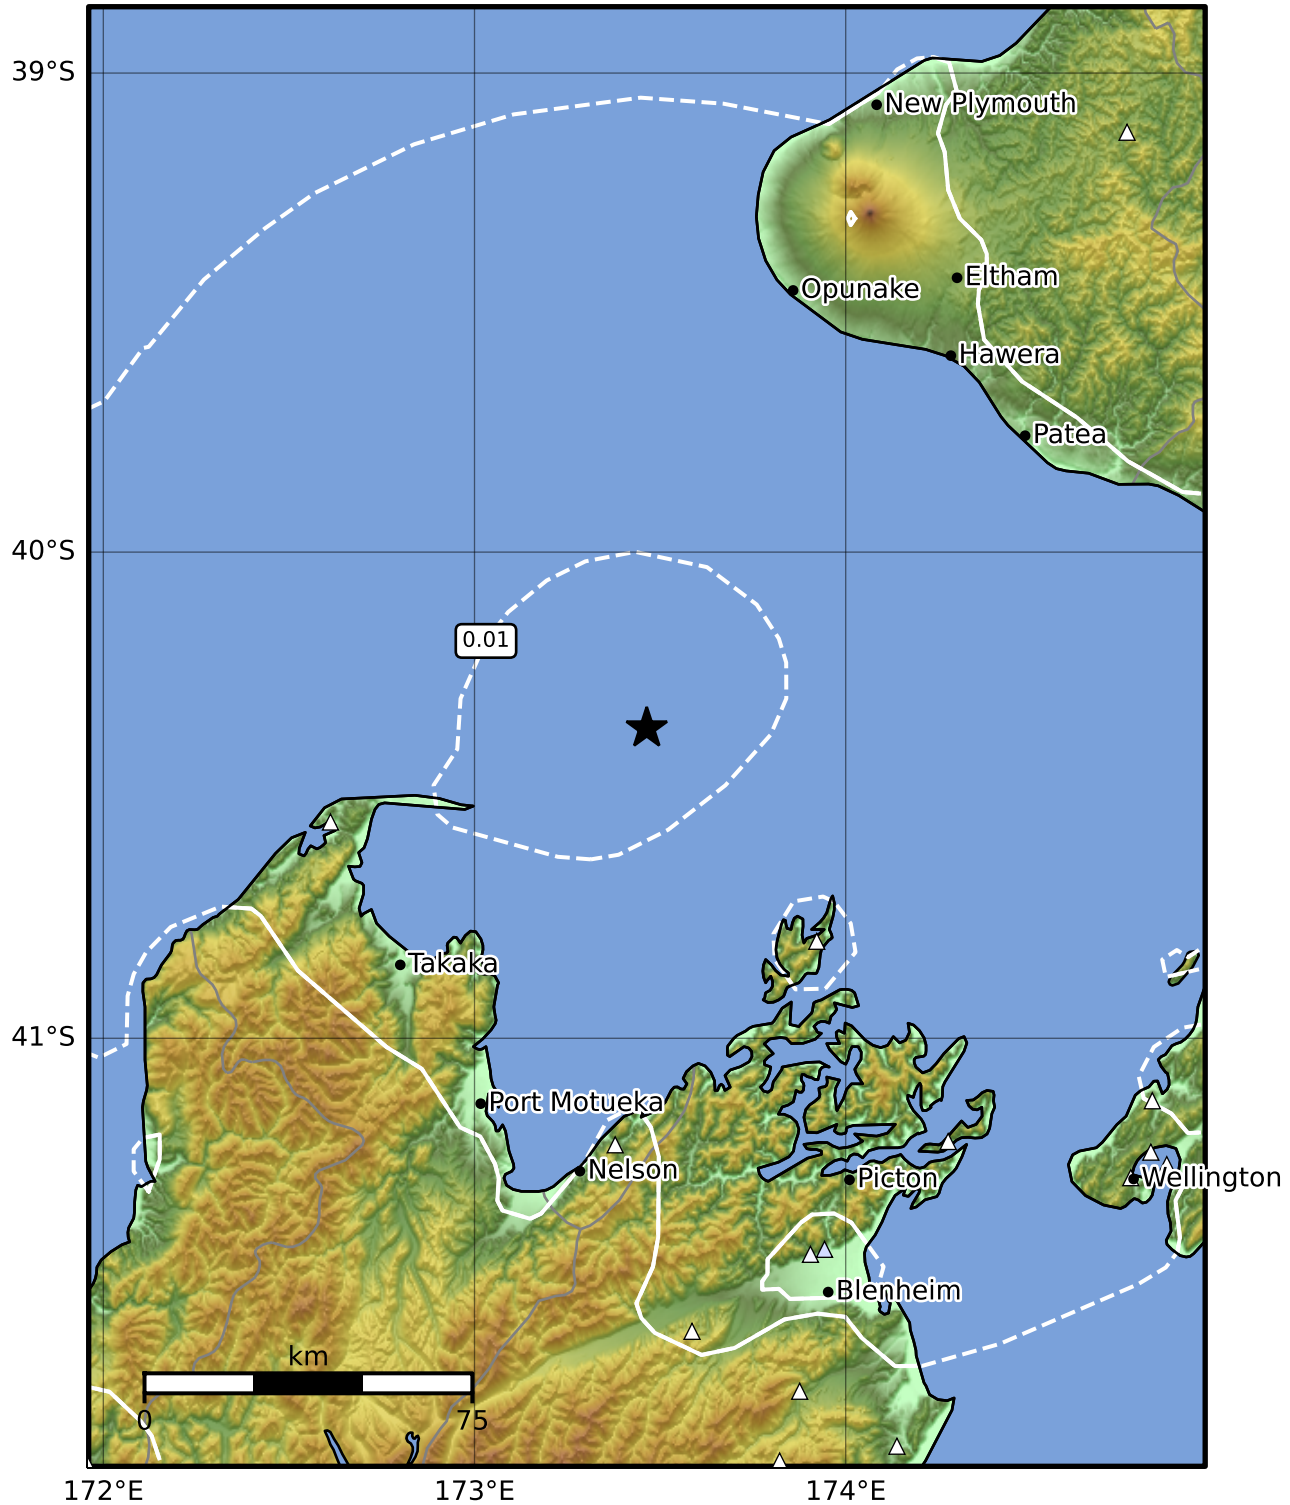 39°S
New Plymouth
Eltham
Opunake
Hawera
Patea
40°S
0.01
Takaka
41°S
Port Motueka
Nelson
Picton
Wellington
Blenheim
km
0 75
172°E 173°E 174°E